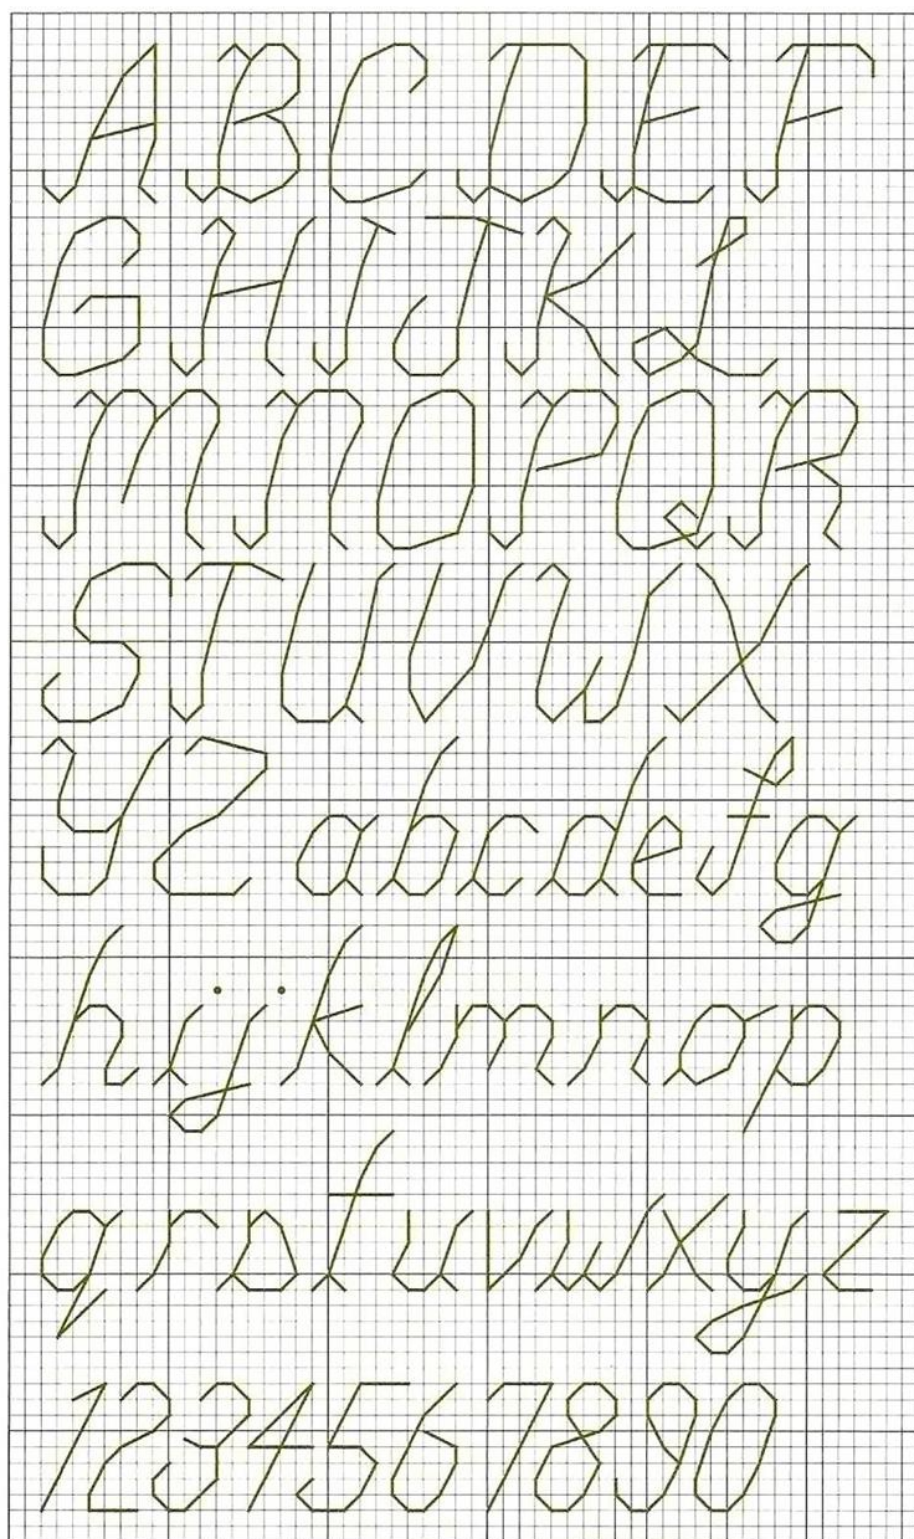 ABCDEF
GHIJKL
MNOPQR
STUVWX
YZabcdefg
hijklmnop
qrstuvwxyz
1234567890